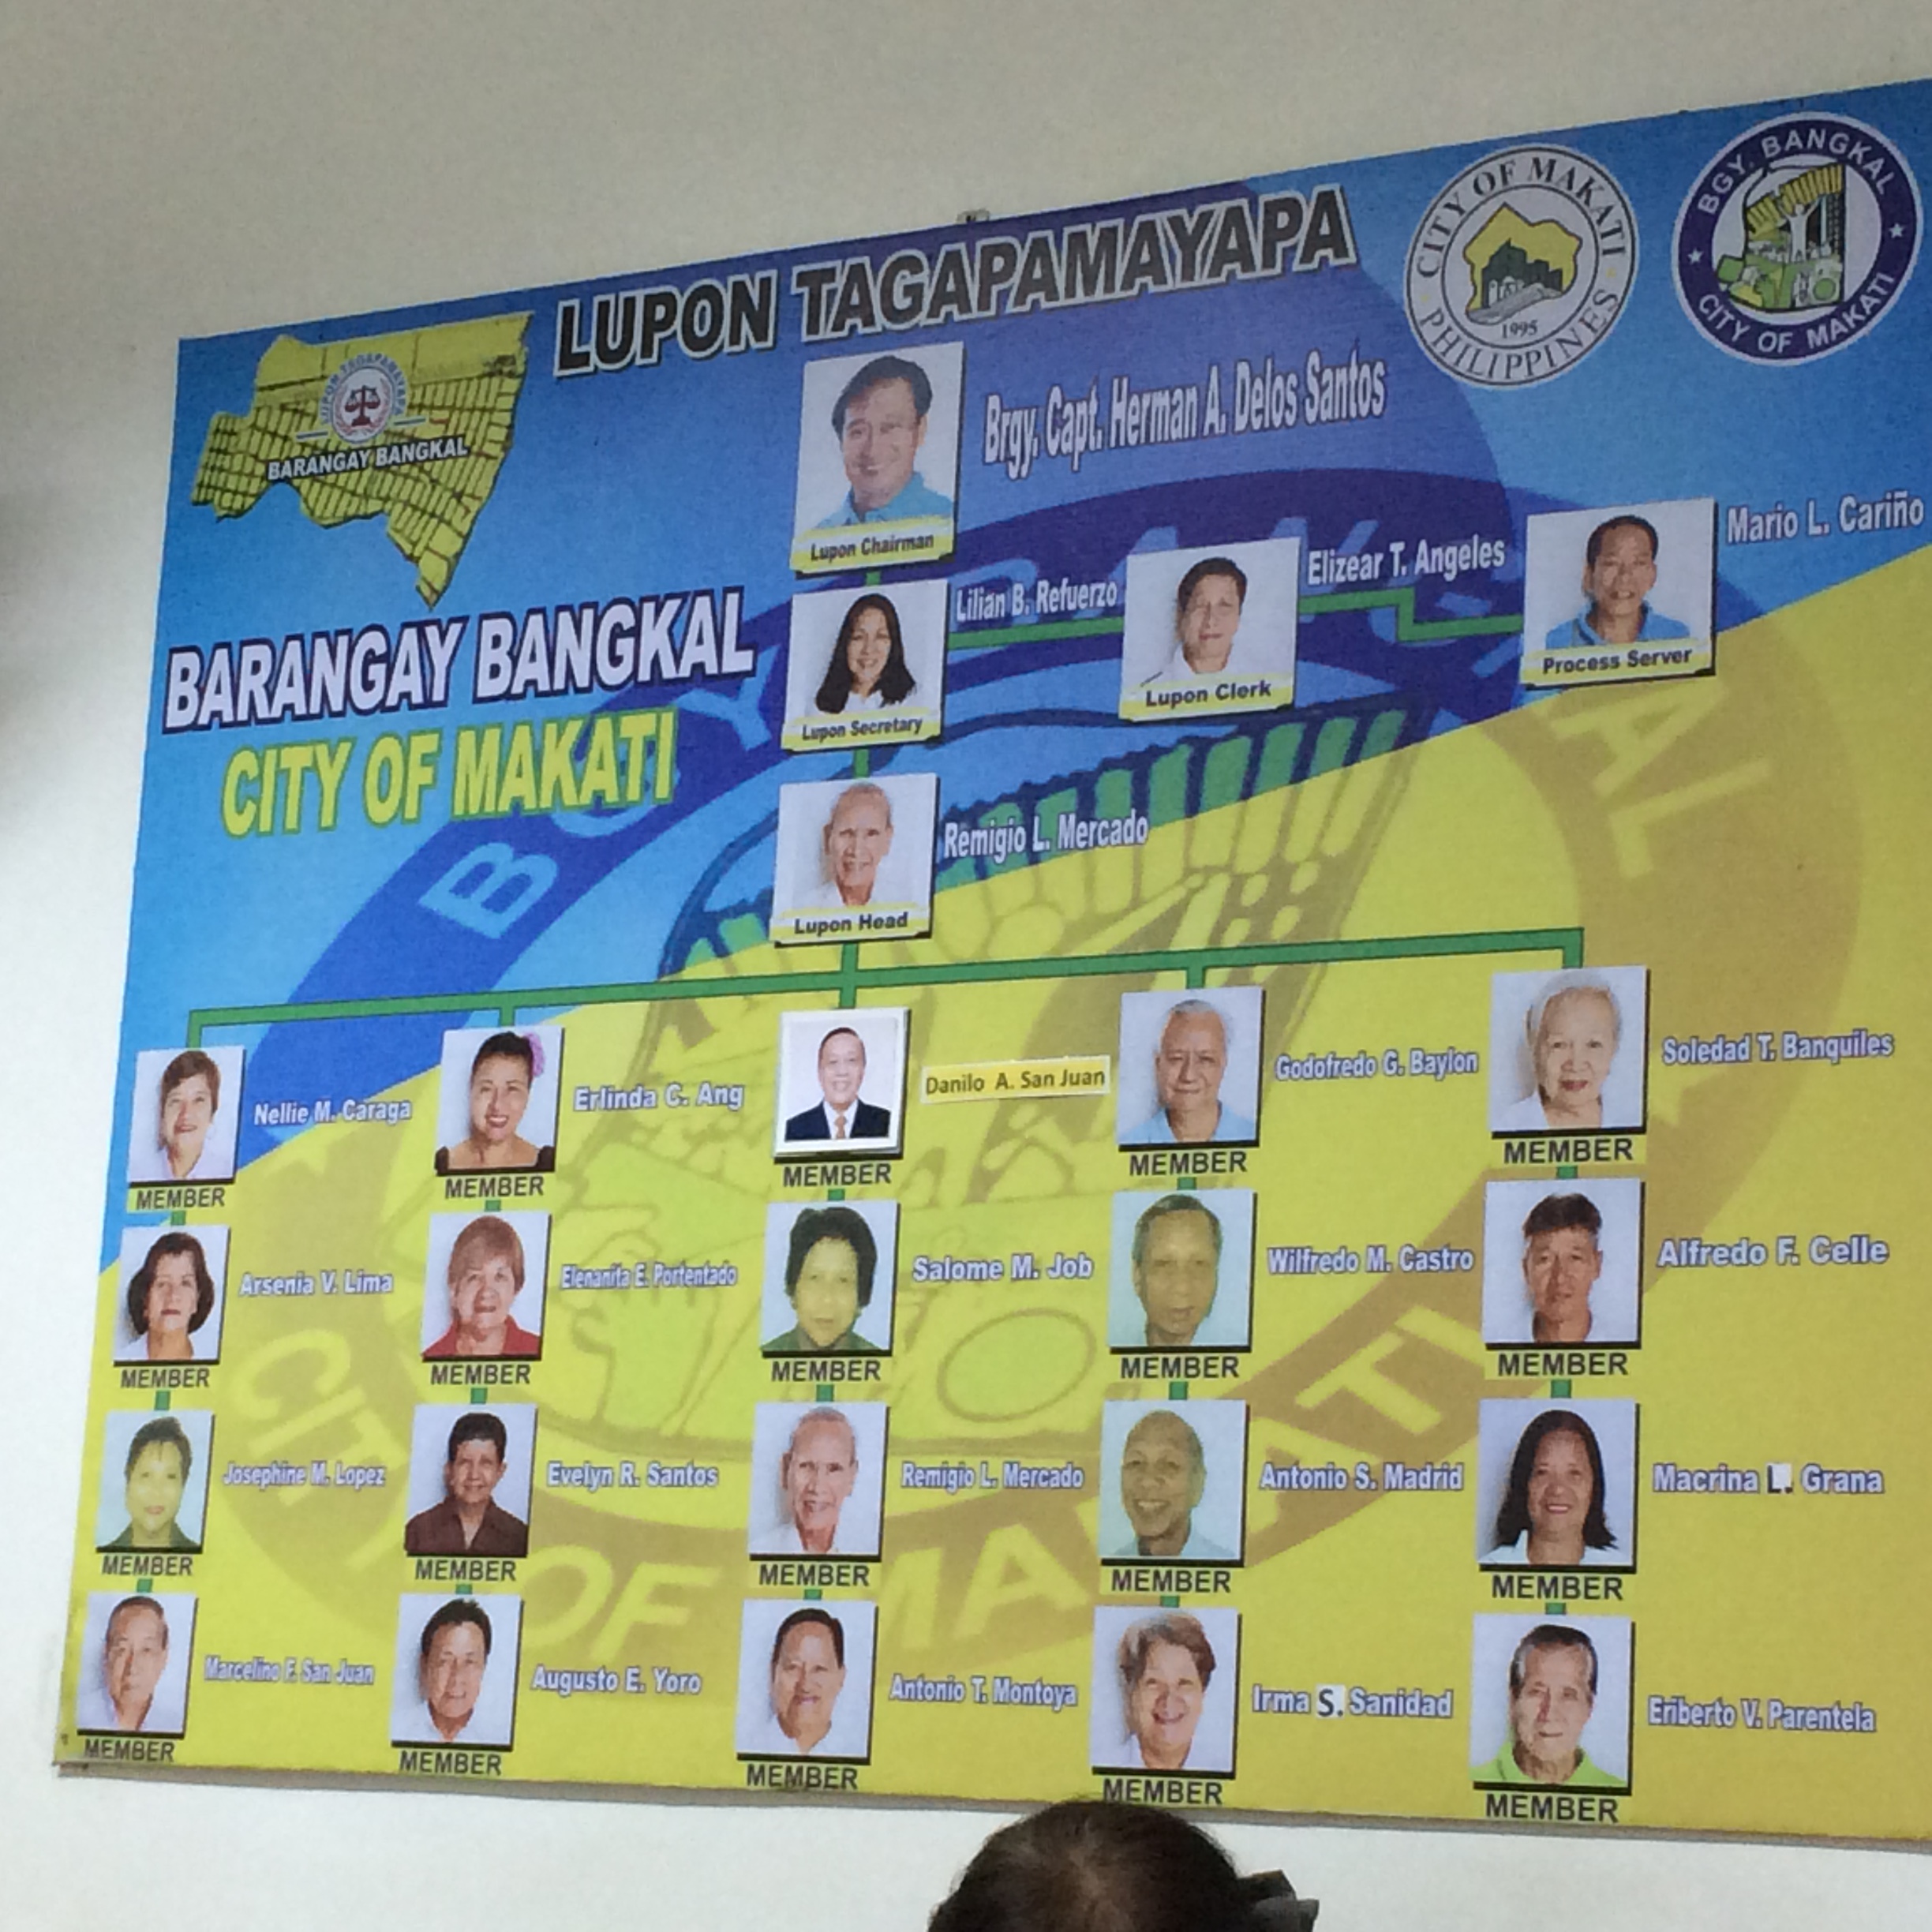 LUPON TAGAPAMAYAPA
CITY OF MAKATI
PHILIPPINES
1995
BGY. BANGKAL
CITY OF MAKATI
LUPON TAGAPAMAYAPA
BARANGAY BANGKAL
Brgy. Capt. Herman A. Delos Santos
Lupon Chairman
BARANGAY BANGKAL
CITY OF MAKATI
Lilian B. Refuerzo
Lupon Secretary
Elizear T. Angeles
Lupon Clerk
Mario L. Cariño
Process Server
Remigio L. Mercado
Lupon Head
Nellie M. Caraga
MEMBER
Erlinda C. Ang
MEMBER
Danilo A. San Juan
MEMBER
Godofredo G. Baylon
MEMBER
Soledad T. Banquiles
MEMBER
Arsenia V. Lima
MEMBER
Elenanita E. Portentado
MEMBER
Salome M. Job
MEMBER
Wilfredo M. Castro
MEMBER
Alfredo F. Celle
MEMBER
Josephine M. Lopez
MEMBER
Evelyn R. Santos
MEMBER
Remigio L. Mercado
MEMBER
Antonio S. Madrid
MEMBER
Macrina L. Grana
MEMBER
Marcelino F. San Juan
MEMBER
Augusto E. Yoro
MEMBER
Antonio T. Montoya
MEMBER
Irma S. Sanidad
MEMBER
Eriberto V. Parentela
MEMBER